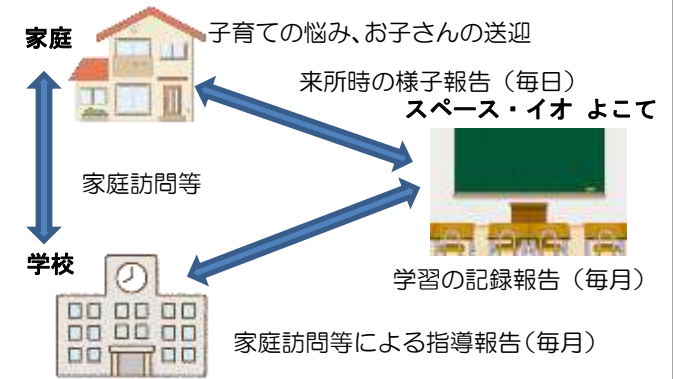 家庭
子育ての悩み、お子さんの送迎
来所時の様子報告（毎日）
スペース・イオ よこて
家庭訪問等
学校
学習の記録報告（毎月）
家庭訪問等による指導報告（毎月）